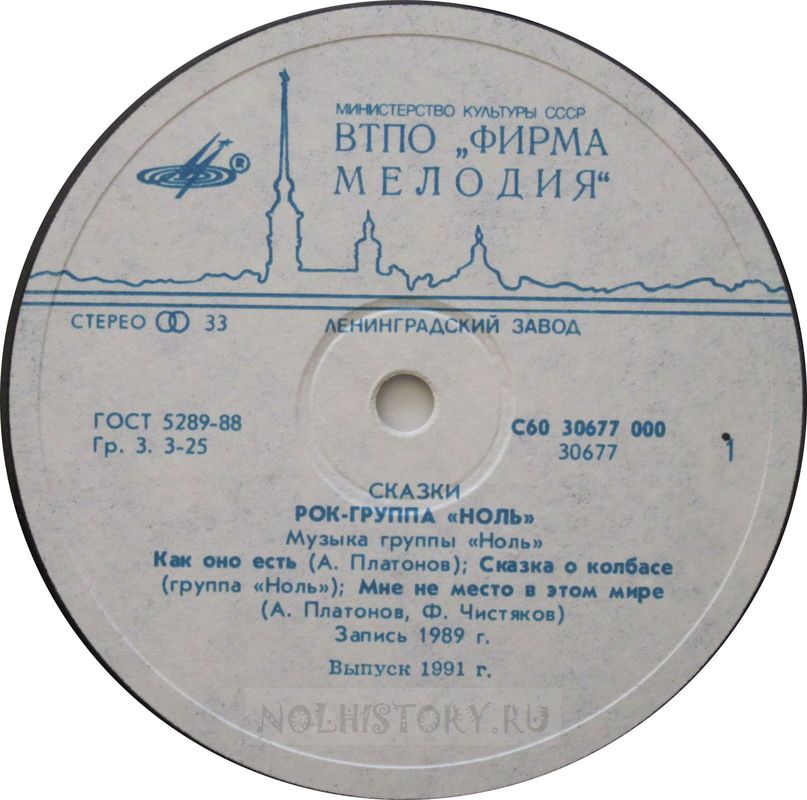 МИНИСТЕРСТВО КУЛЬТУРЫ СССР
ВТПО „ФИРМА
МЕЛОДИЯ“
®
СТЕРЕО 33
ЛЕНИНГРАДСКИЙ ЗАВОД
ГОСТ 5289-88
Гр. 3. 3-25
С60 30677 000
30677
1
СКАЗКИ
РОК-ГРУППА «НОЛЬ»
Музыка группы «Ноль»
Как оно есть (А. Платонов); Сказка о колбасе
(группа «Ноль»); Мне не место в этом мире
(А. Платонов, Ф. Чистяков)
Запись 1989 г.
Выпуск 1991 г.
NOLHISTORY.RU